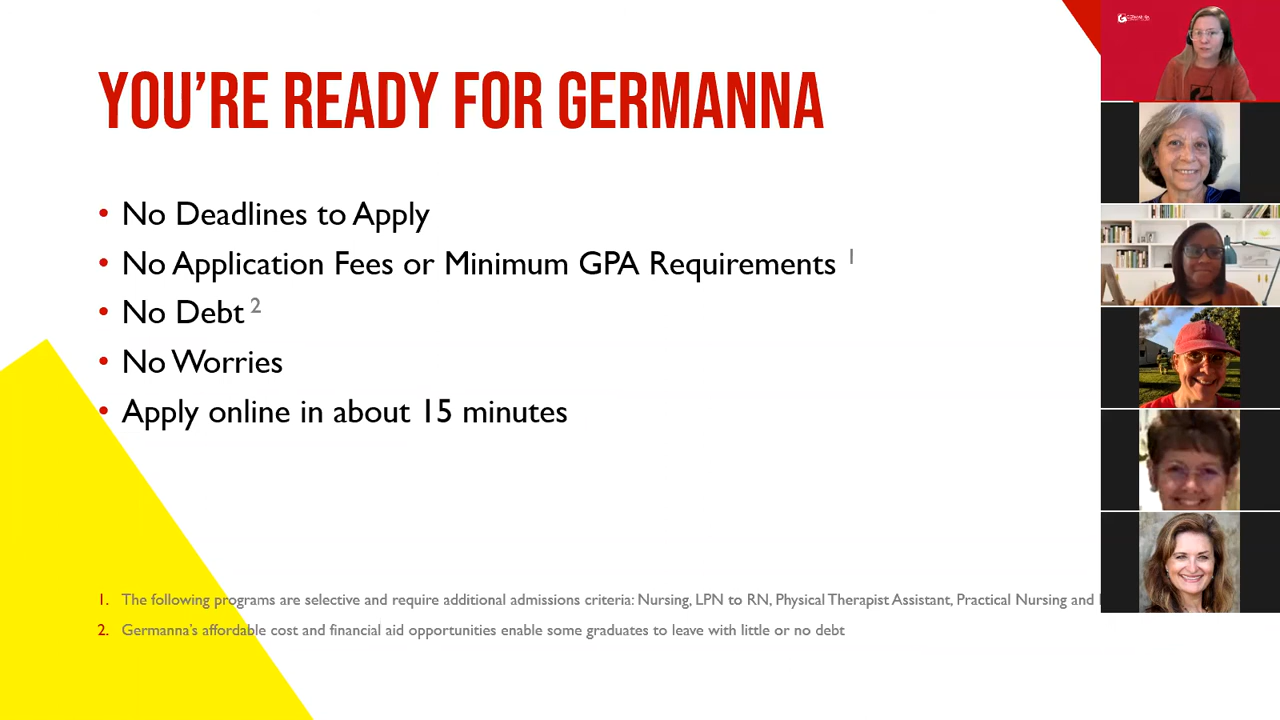 YOU'RE READY FOR GERMANNA
• No Deadlines to Apply
• No Application Fees or Minimum GPA Requirements 1
• No Debt 2
• No Worries
• Apply online in about 15 minutes
1. The following programs are selective and require additional admissions criteria: Nursing, LPN to RN, Physical Therapist Assistant, Practical Nursing and
2. Germanna's affordable cost and financial aid opportunities enable some graduates to leave with little or no debt